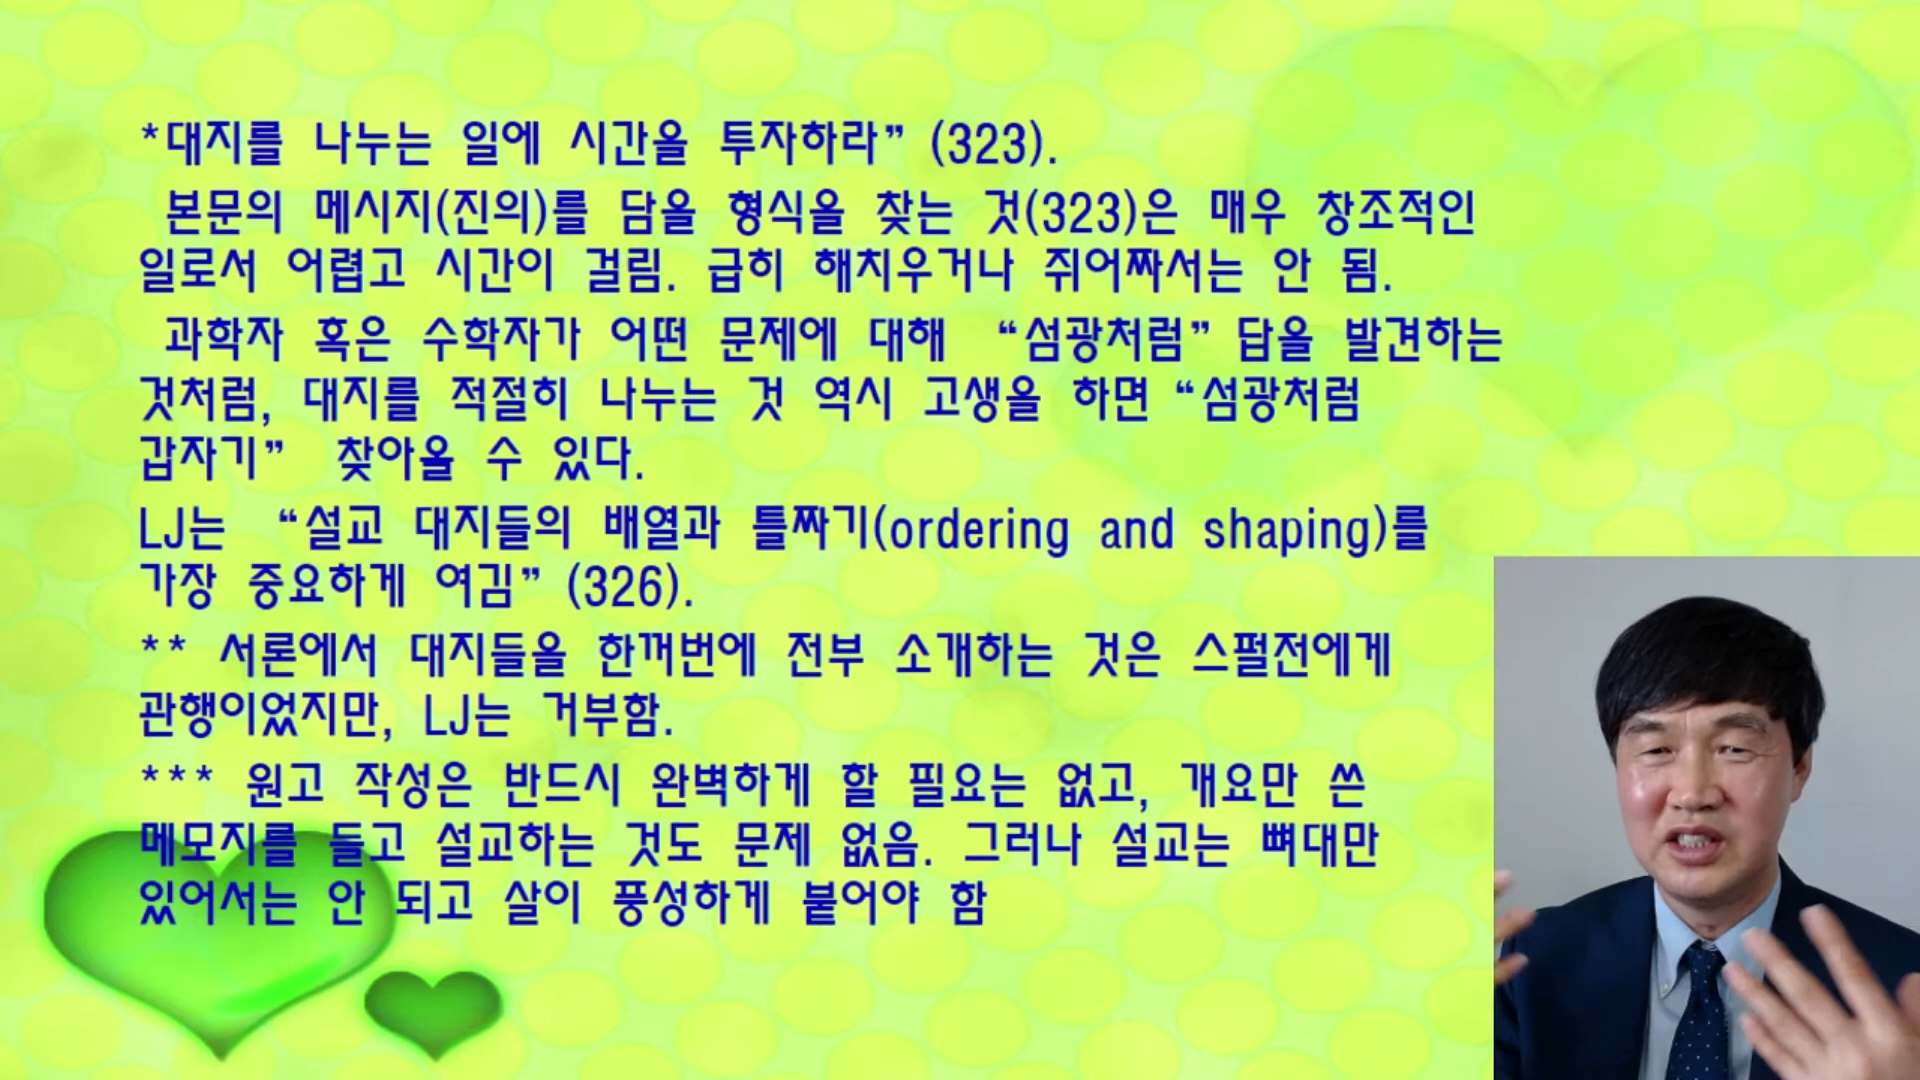 *대지를 나누는 일에 시간을 투자하라” (323).
본문의 메시지(진의)를 담을 형식을 찾는 것(323)은 매우 창조적인
일로서 어렵고 시간이 걸림. 급히 해치우거나 쥐어짜서는 안 됨.
과학자 혹은 수학자가 어떤 문제에 대해 “섬광처럼” 답을 발견하는
것처럼, 대지를 적절히 나누는 것 역시 고생을 하면 “섬광처럼
갑자기” 찾아올 수 있다.
LJ는 “설교 대지들의 배열과 틀짜기(ordering and shaping)를
가장 중요하게 여김” (326).
** 서론에서 대지들을 한꺼번에 전부 소개하는 것은 스펄전에게
관행이었지만, LJ는 거부함.
*** 원고 작성은 반드시 완벽하게 할 필요는 없고, 개요만 쓴
메모지를 들고 설교하는 것도 문제 없음. 그러나 설교는 뼈대만
있어서는 안 되고 살이 풍성하게 붙어야 함